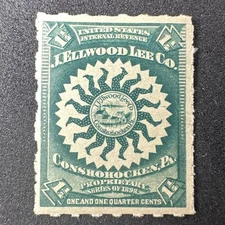 UNITED STATES
INTERNAL REVENUE
1¼ 1¼
J. ELLWOOD LEE CO.
CONSHOHOCKEN, PA.
PROPRIETARY
SERIES OF 1898
1¼ 1¼
ONE AND ONE QUARTER CENTS